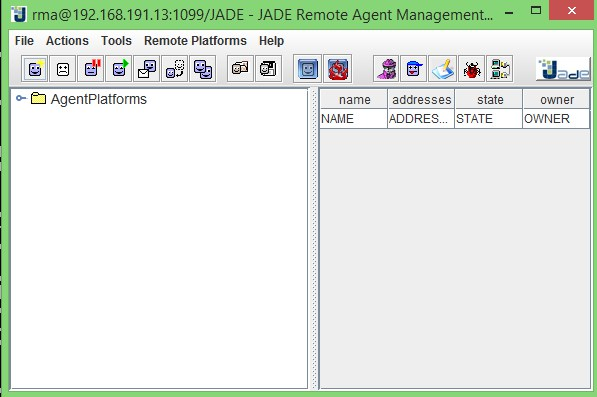 rma@192.168.191.13:1099/JADE - JADE Remote Agent Management...
File Actions Tools Remote Platforms Help
Jade
AgentPlatforms
name addresses state owner
NAME ADDRES... STATE OWNER